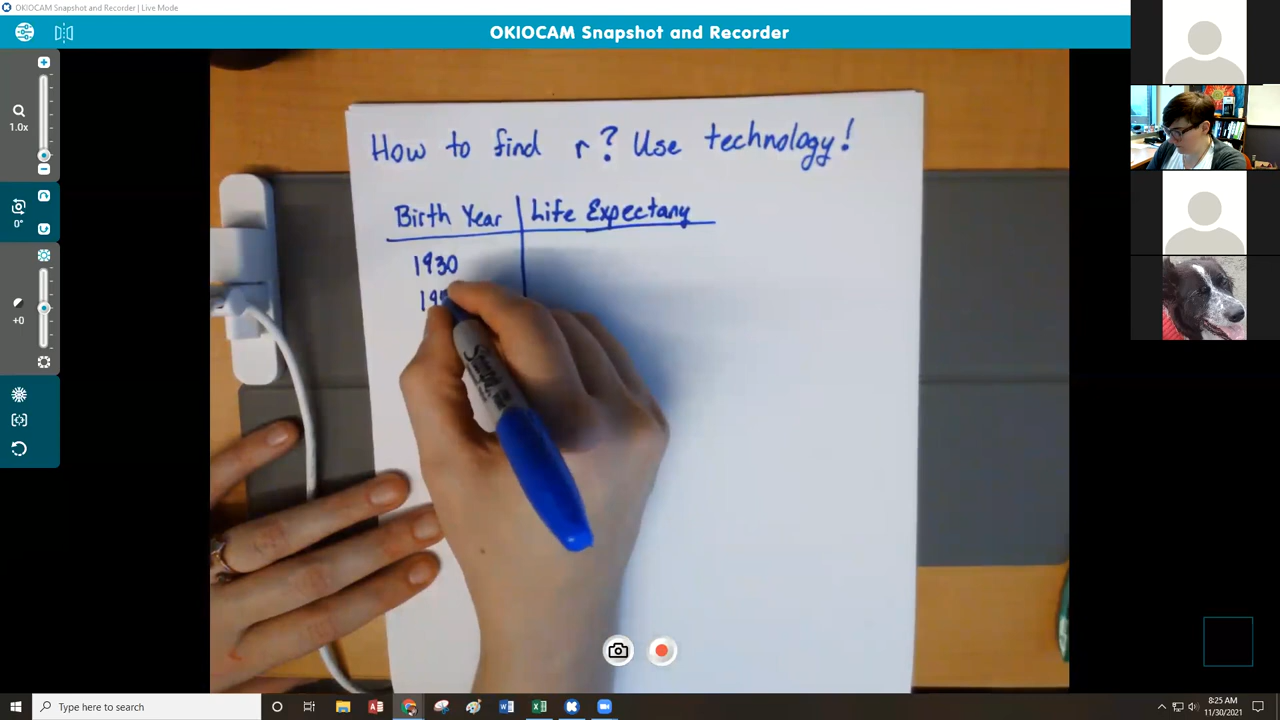 OKIOCAM Snapshot and Recorder | Live Mode
OKIOCAM Snapshot and Recorder
1.0x
0°
+0
How to find r? Use technology!
Birth Year | Life Expectany
1930
Type here to search
8:25 AM
11/30/2021